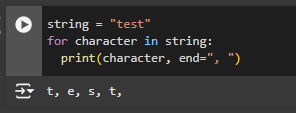 string = "test"
for character in string:
  print(character, end=", ")
t, e, s, t,